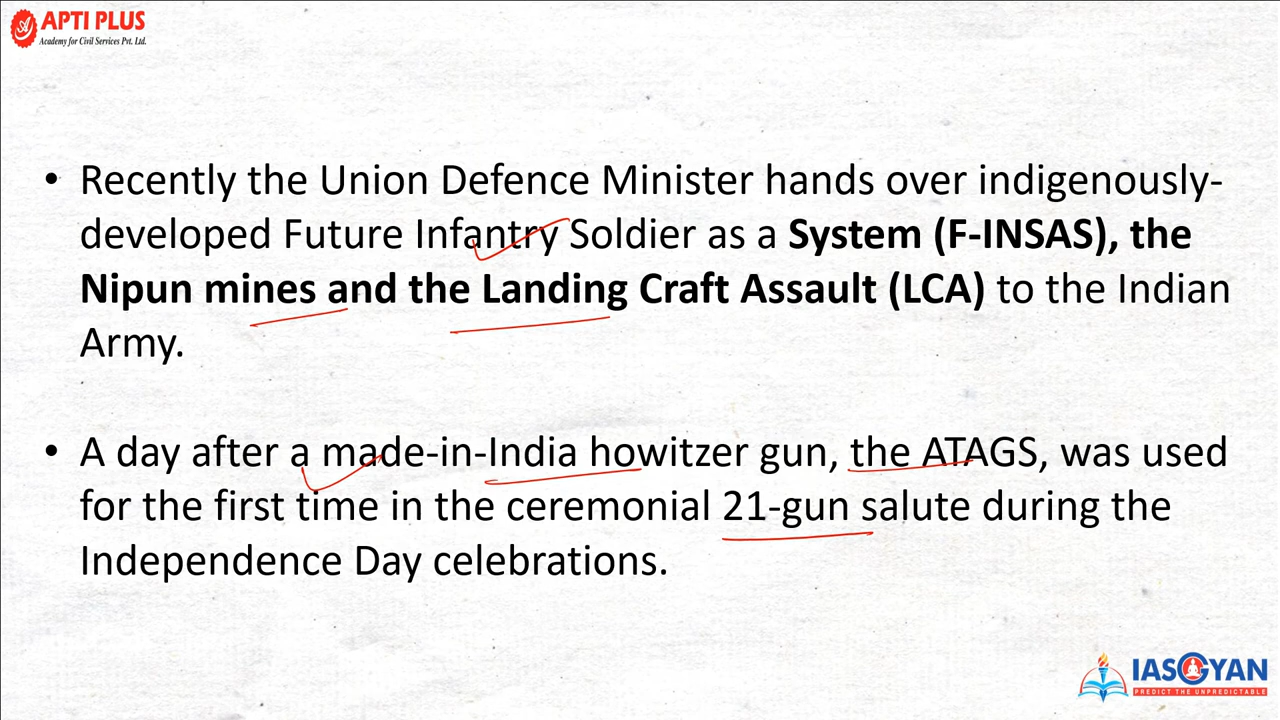 APTI PLUS
Academy for Civil Services Pvt. Ltd.
• Recently the Union Defence Minister hands over indigenously-
developed Future Infantry Soldier as a System (F-INSAS), the
Nipun mines and the Landing Craft Assault (LCA) to the Indian
Army.
• A day after a made-in-India howitzer gun, the ATAGS, was used
for the first time in the ceremonial 21-gun salute during the
Independence Day celebrations.
IASGYAN
PREDICT THE UNPREDICTABLE